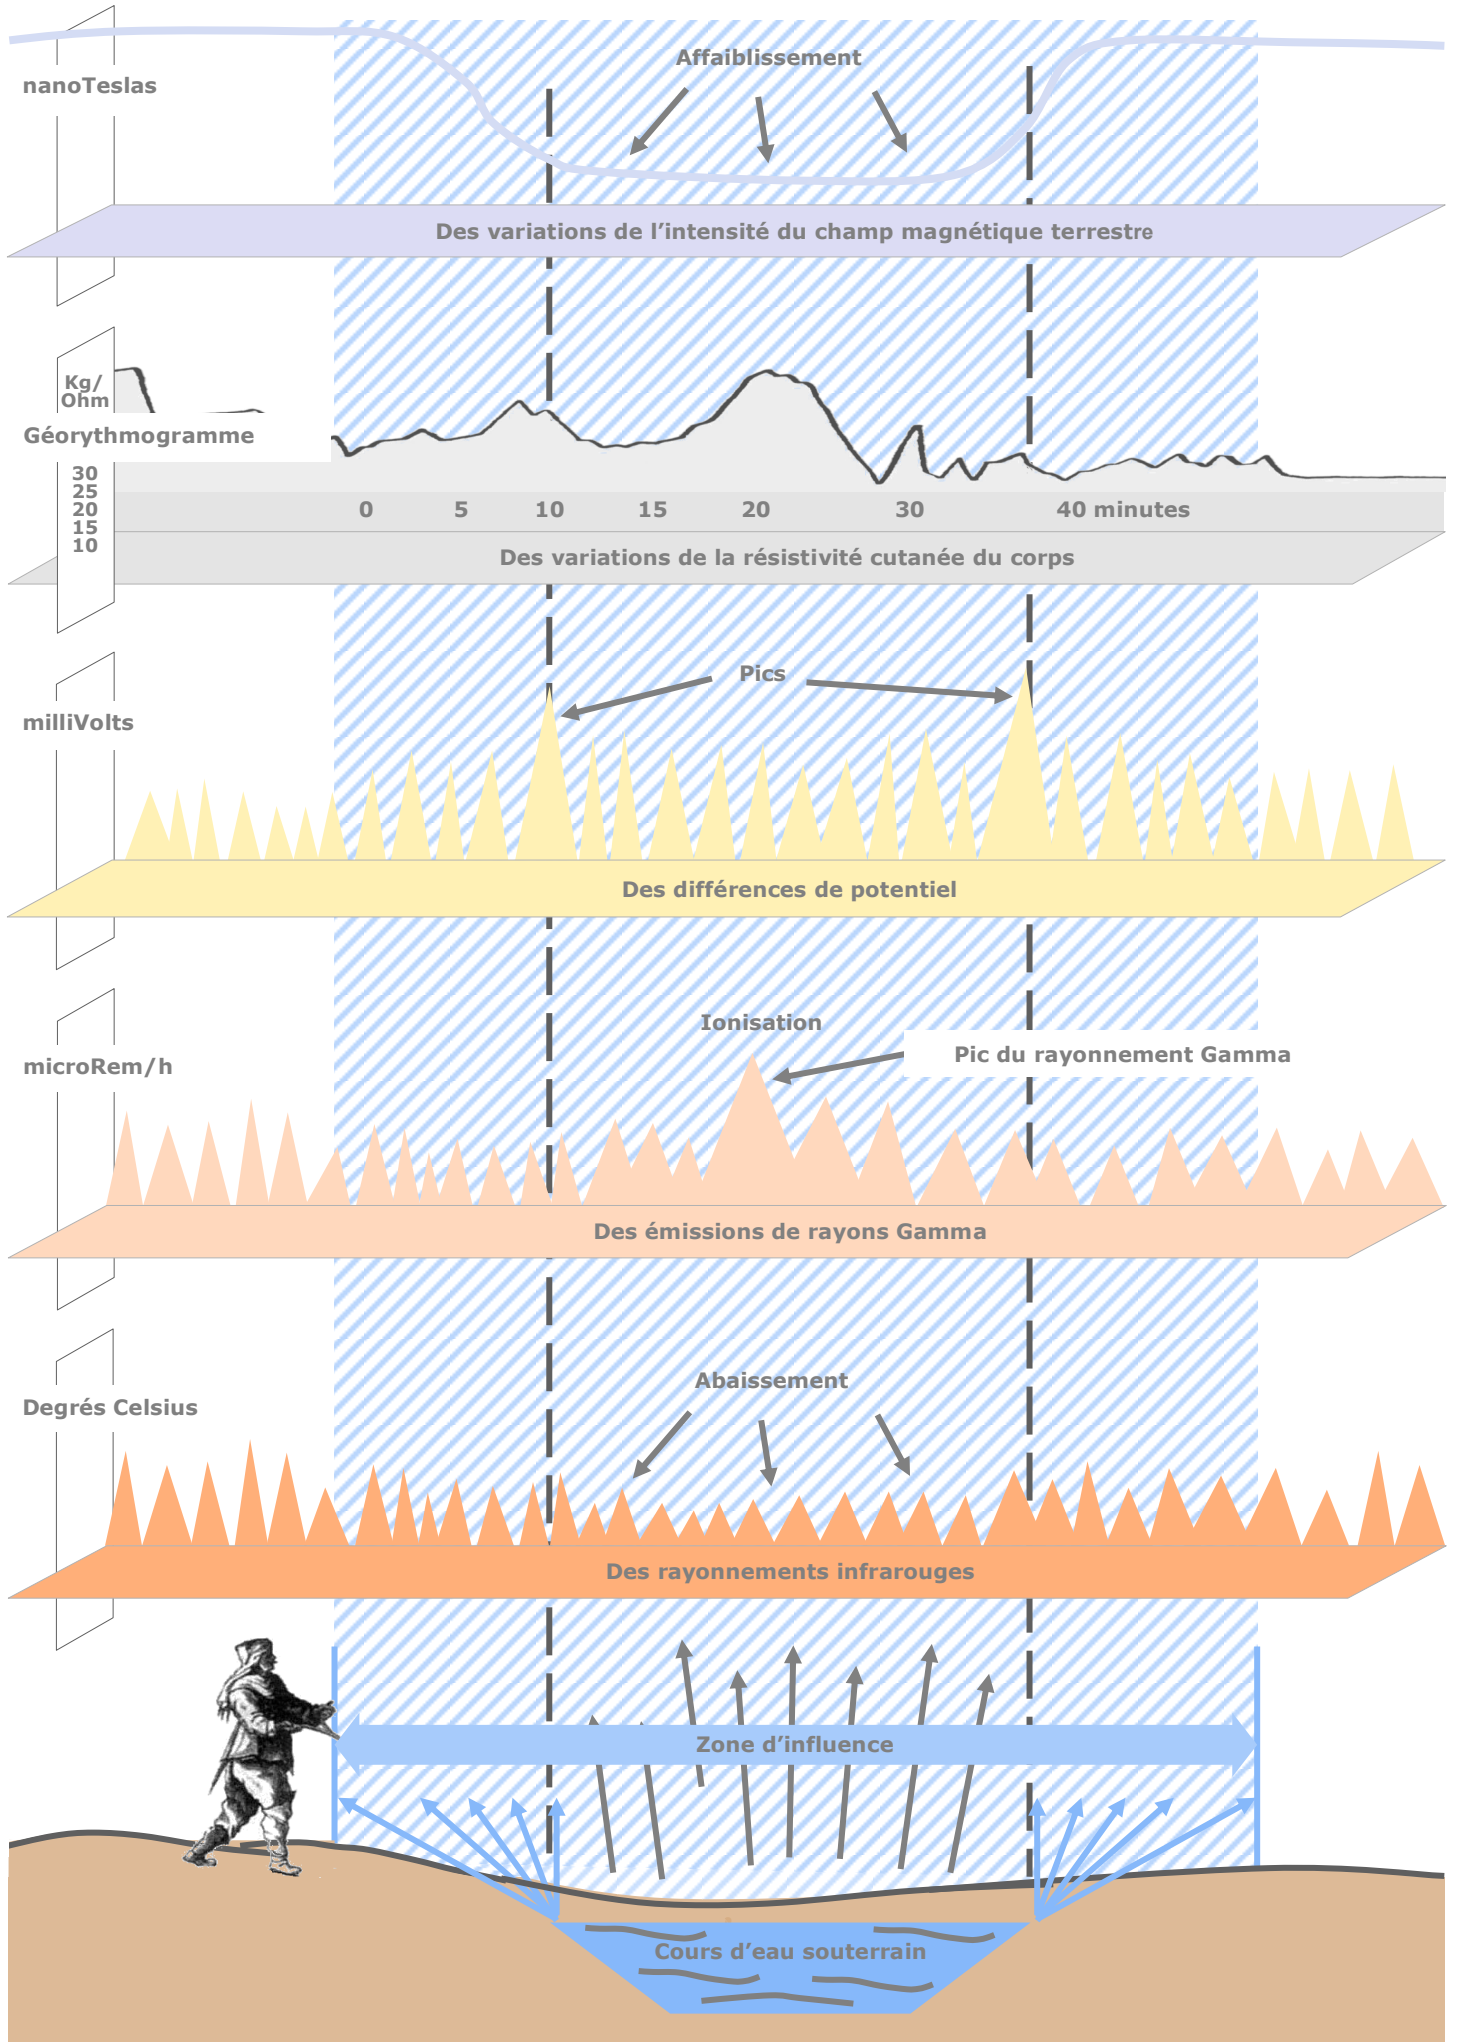 Affaiblissement
nanoTeslas
Des variations de l’intensité du champ magnétique terrestre
Kg/
Ohm
Géorythmogramme
30
25
20
15
10
0 5 10 15 20 30 40 minutes
Des variations de la résistivité cutanée du corps
Pics
milliVolts
Des différences de potentiel
Ionisation
Pic du rayonnement Gamma
microRem/h
Des émissions de rayons Gamma
Abaissement
Degrés Celsius
Des rayonnements infrarouges
Zone d’influence
Cours d’eau souterrain